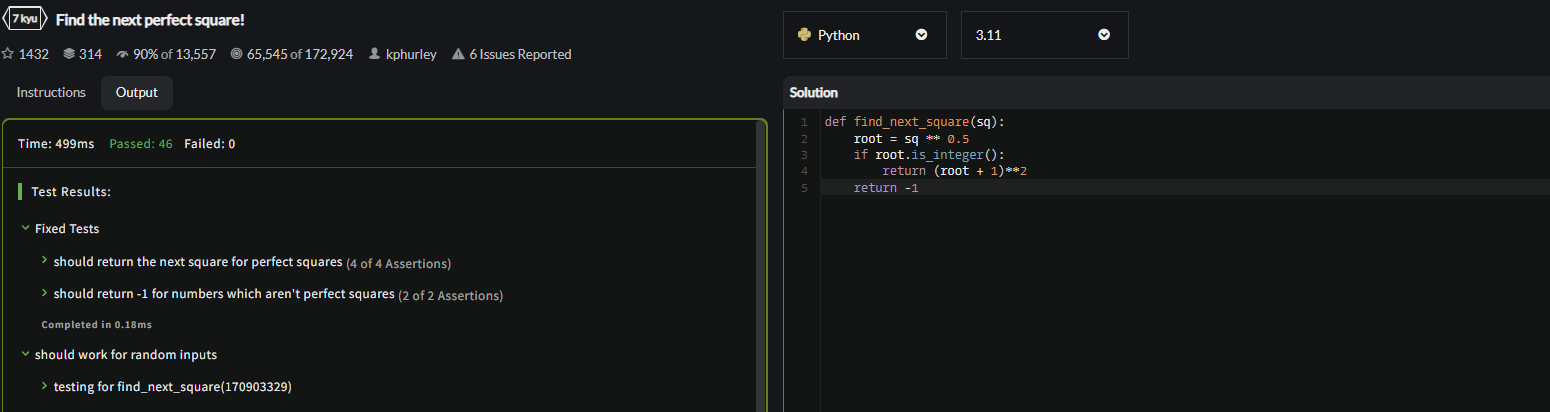 7 kyu Find the next perfect square!
1432 314 90% of 13,557 65,545 of 172,924 kphurley 6 Issues Reported
Instructions Output
Time: 499ms Passed: 46 Failed: 0
Test Results:
Fixed Tests
should return the next square for perfect squares (4 of 4 Assertions)
should return -1 for numbers which aren't perfect squares (2 of 2 Assertions)
Completed in 0.18ms
should work for random inputs
testing for find_next_square(170903329)
Python 3.11
Solution
1 def find_next_square(sq):
2     root = sq ** 0.5
3     if root.is_integer():
4         return (root + 1)**2
5     return -1